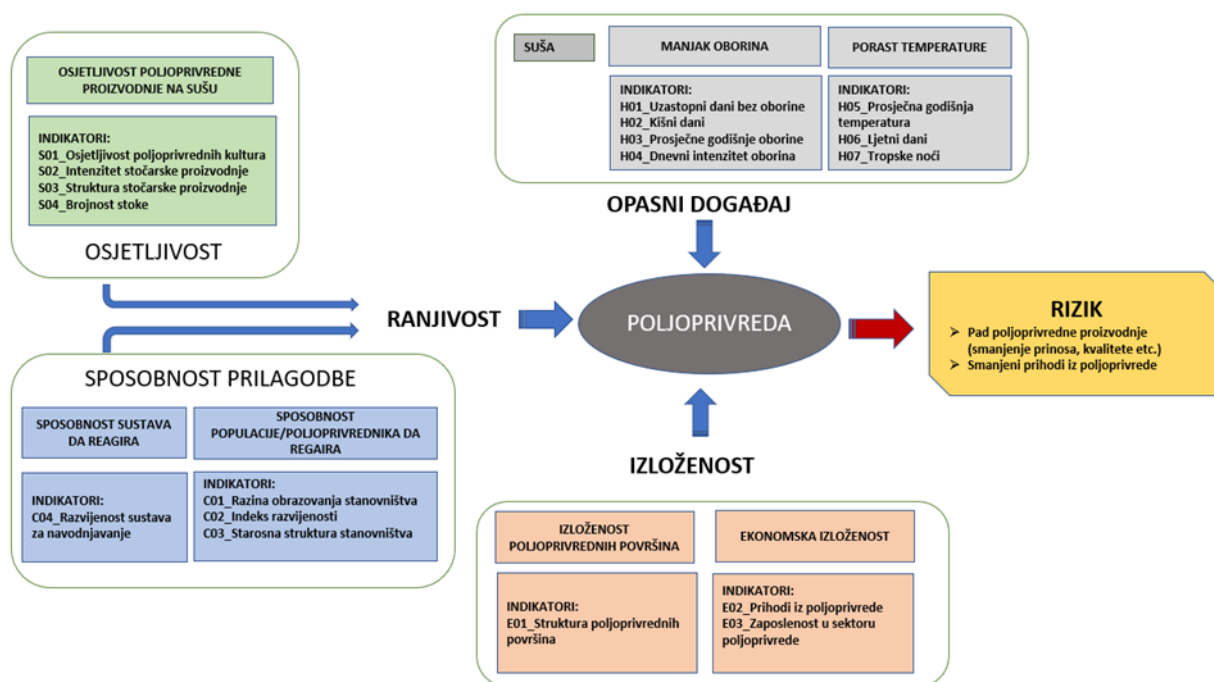 OSJETLJIVOST POLJOPRIVREDNE
PROIZVODNJE NA SUŠU
INDIKATORI:
S01_Osjetljivost poljoprivrednih kultura
S02_Intenzitet stočarske proizvodnje
S03_Struktura stočarske proizvodnje
S04_Brojnost stoke
OSJETLJIVOST
SUŠA
MANJAK OBORINA
INDIKATORI:
H01_Uzastopni dani bez oborine
H02_Kišni dani
H03_Prosječne godišnje oborine
H04_Dnevni intenzitet oborina
PORAST TEMPERATURE
INDIKATORI:
H05_Prosječna godišnja
temperatura
H06_Ljetni dani
H07_Tropske noći
OPASNI DOGAĐAJ
RANJIVOST
POLJOPRIVREDA
RIZIK
➢ Pad poljoprivredne proizvodnje
(smanjenje prinosa, kvalitete etc.)
➢ Smanjeni prihodi iz poljoprivrede
SPOSOBNOST PRILAGODBE
SPOSOBNOST SUSTAVA
DA REAGIRA
INDIKATORI:
C04_Razvijenost sustava
za navodnjavanje
SPOSOBNOST
POPULACIJE/POLJOPRIVREDNIKA DA
REGAIRA
INDIKATORI:
C01_Razina obrazovanja stanovništva
C02_Indeks razvijenosti
C03_Starosna struktura stanovništva
IZLOŽENOST
IZLOŽENOST
POLJOPRIVREDNIH POVRŠINA
INDIKATORI:
E01_Struktura poljoprivrednih
površina
EKONOMSKA IZLOŽENOST
INDIKATORI:
E02_Prihodi iz poljoprivrede
E03_Zaposlenost u sektoru
poljoprivrede